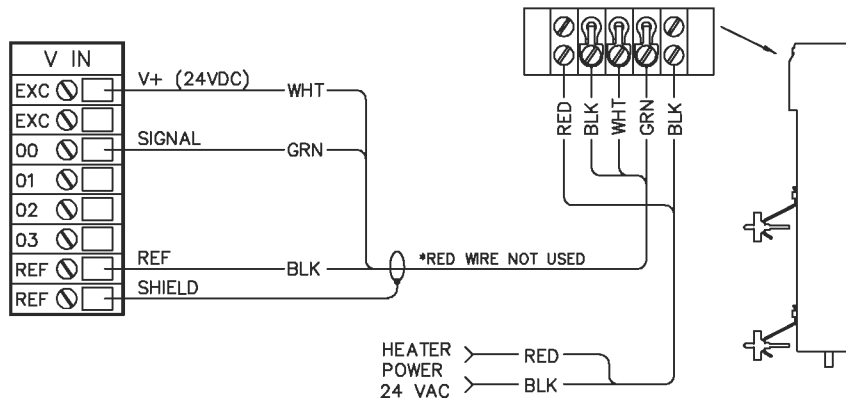 V IN
EXC
EXC
00
01
02
03
REF
REF
V+ (24VDC)
WHT
SIGNAL
GRN
REF
BLK
SHIELD
*RED WIRE NOT USED
RED
BLK
WHT
GRN
BLK
HEATER
POWER
24 VAC
RED
BLK